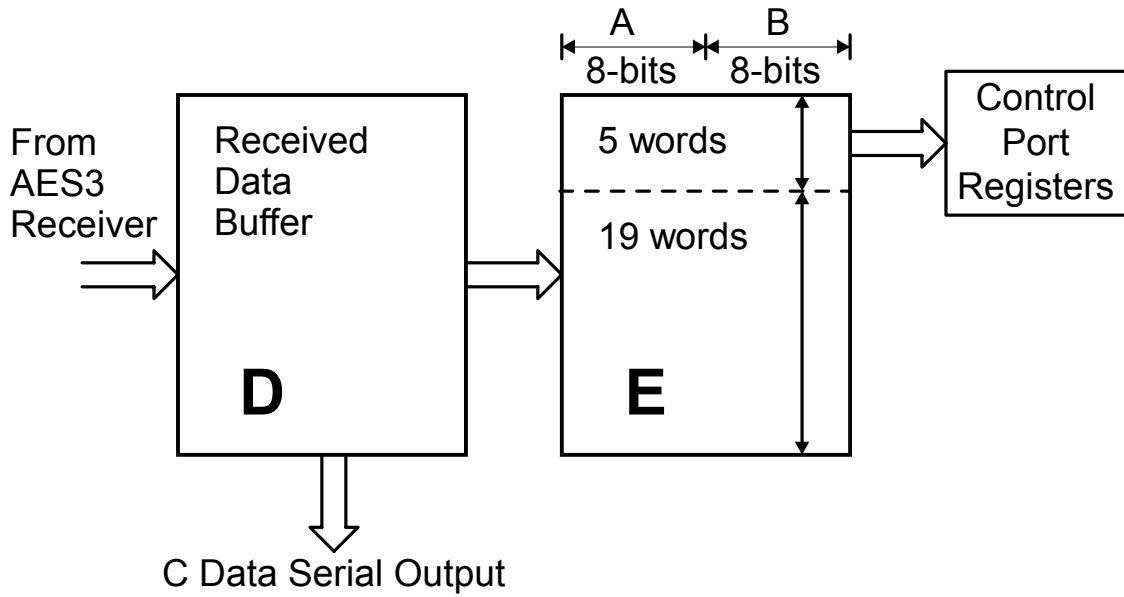 From
AES3
Receiver
Received
Data
Buffer
D
C Data Serial Output
A B
8-bits 8-bits
5 words
19 words
E
Control
Port
Registers